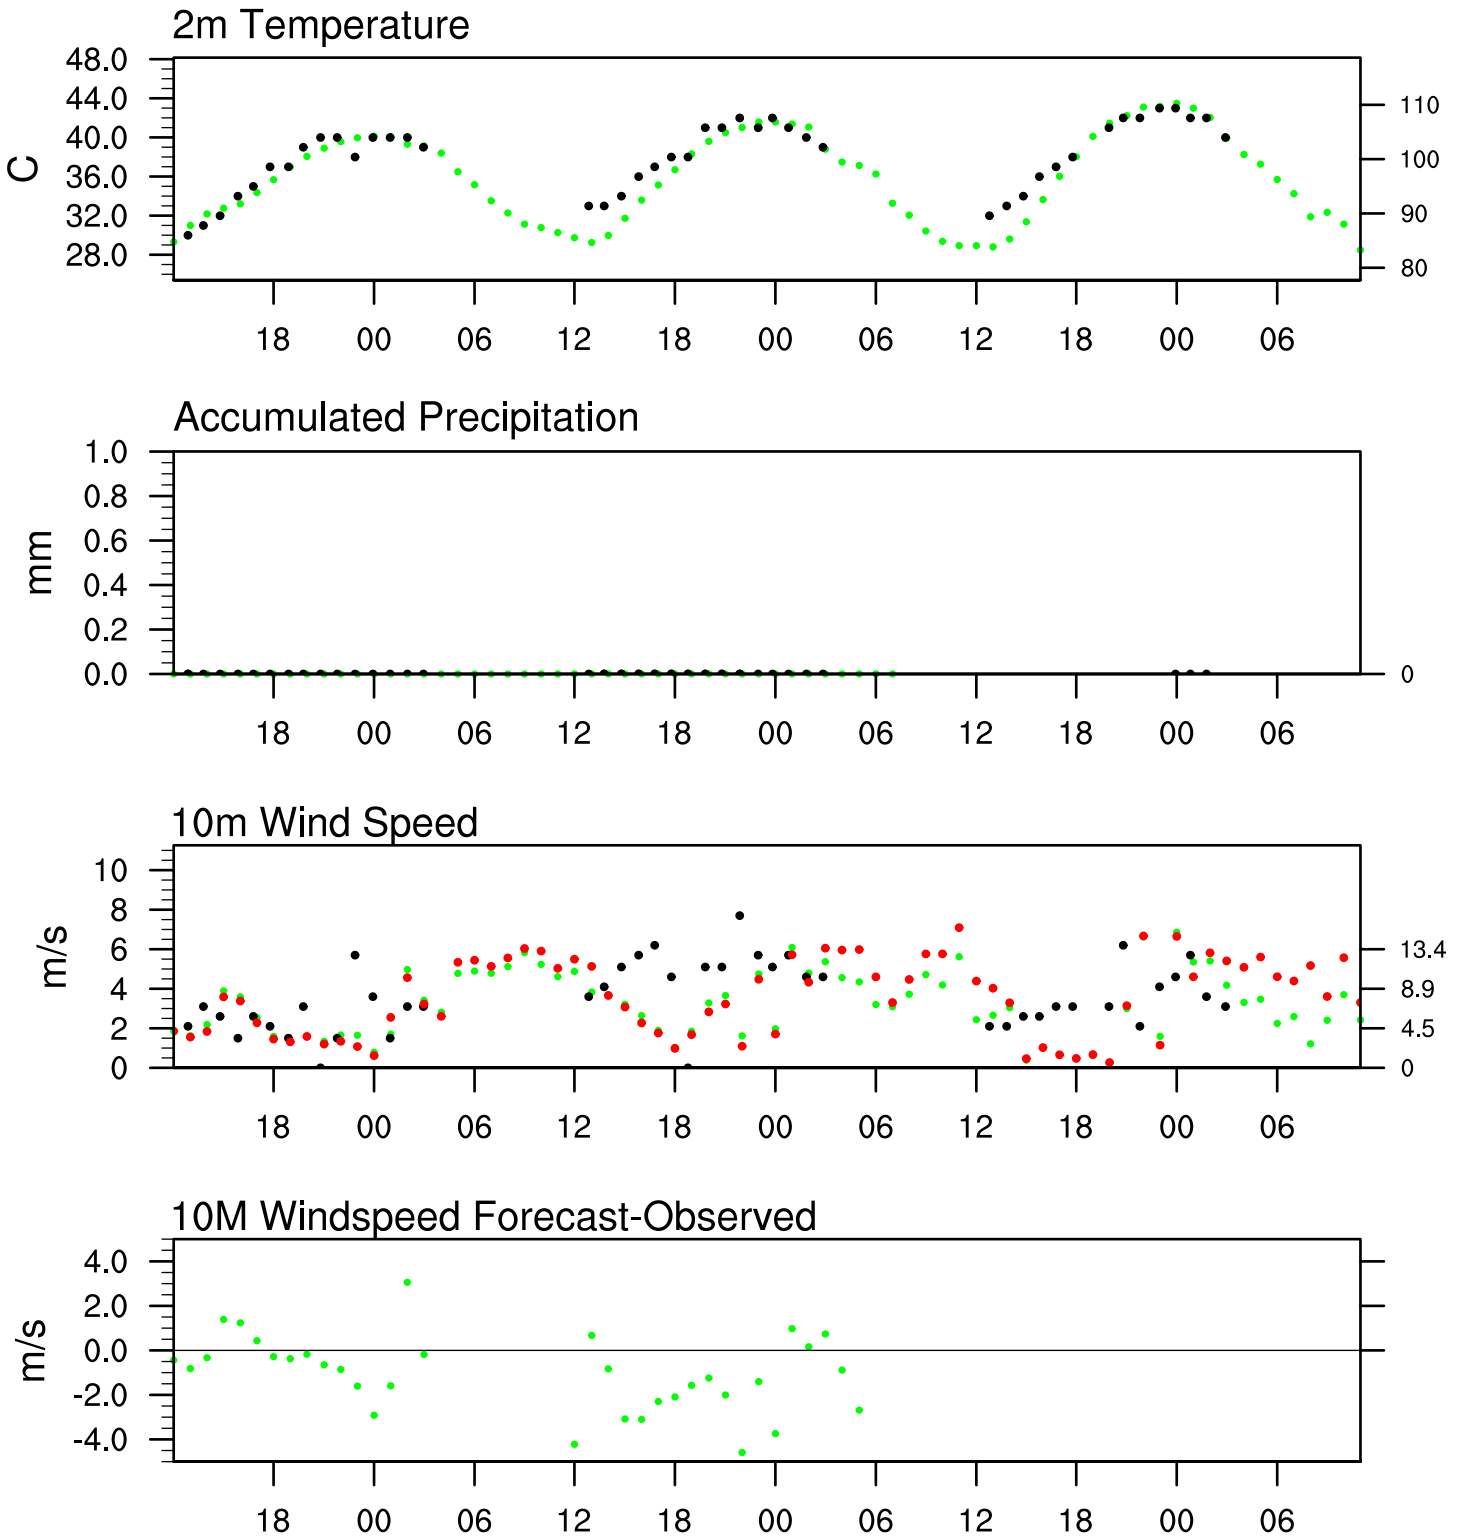 2m Temperature
48.0
44.0
40.0
36.0
32.0
28.0
C
110
100
90
80
18 00 06 12 18 00 06 12 18 00 06
Accumulated Precipitation
1.0
0.8
0.6
0.4
0.2
0.0
mm
0
18 00 06 12 18 00 06 12 18 00 06
10m Wind Speed
10
8
6
4
2
0
m/s
13.4
8.9
4.5
0
18 00 06 12 18 00 06 12 18 00 06
10M Windspeed Forecast-Observed
4.0
2.0
0.0
-2.0
-4.0
m/s
18 00 06 12 18 00 06 12 18 00 06